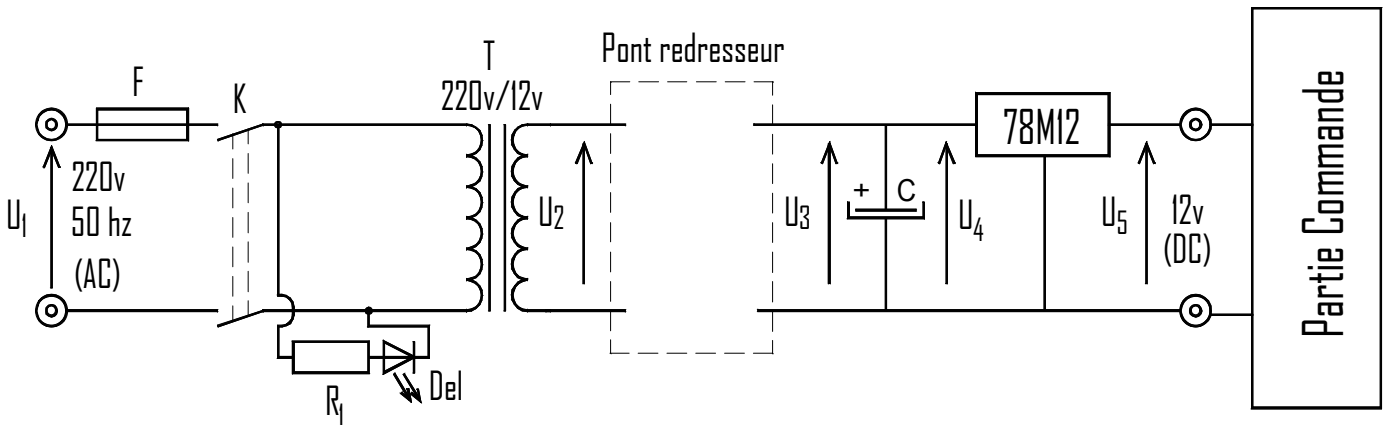 F
K
T
220v/12v
Pont redresseur
78M12
U1
220v
50 hz
(AC)
U2
U3
+ C
U4
U5
12v
(DC)
Partie Commande
R1
Del